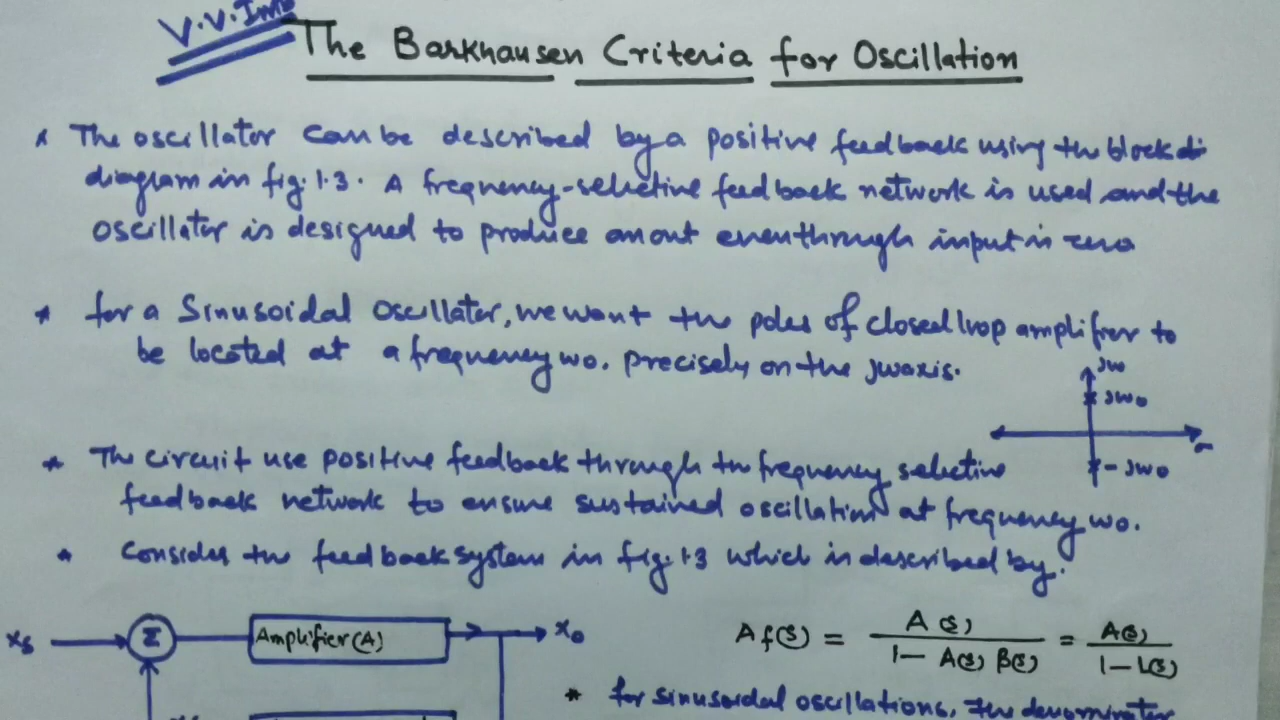 V.V.Imp
The Barkhausen Criteria for Oscillation
* The oscillator can be described by a positive feedback using the block di
diagram in fig. 1.3. A frequency-selective feedback network is used and the
oscillator is designed to produce an out eventhrough input is zero
* for a Sinusoidal Oscillator, we want the poles of closed loop amplifier to
be located at a frequency wo. precisely on the jwaxis.
jw
jwo
σ
-jwo
* The circuit use positive feedback through the frequency selective
feedback network to ensure sustained oscillation at frequency wo.
* Consider the feedback system in fig. 1.3 which is described by.
Xs Σ Amplifier(A) Xo
Af(s) = A(s) / 1 - A(s) β(s) = A(s) / 1 - L(s)
* for sinusoidal oscillations, the denominator